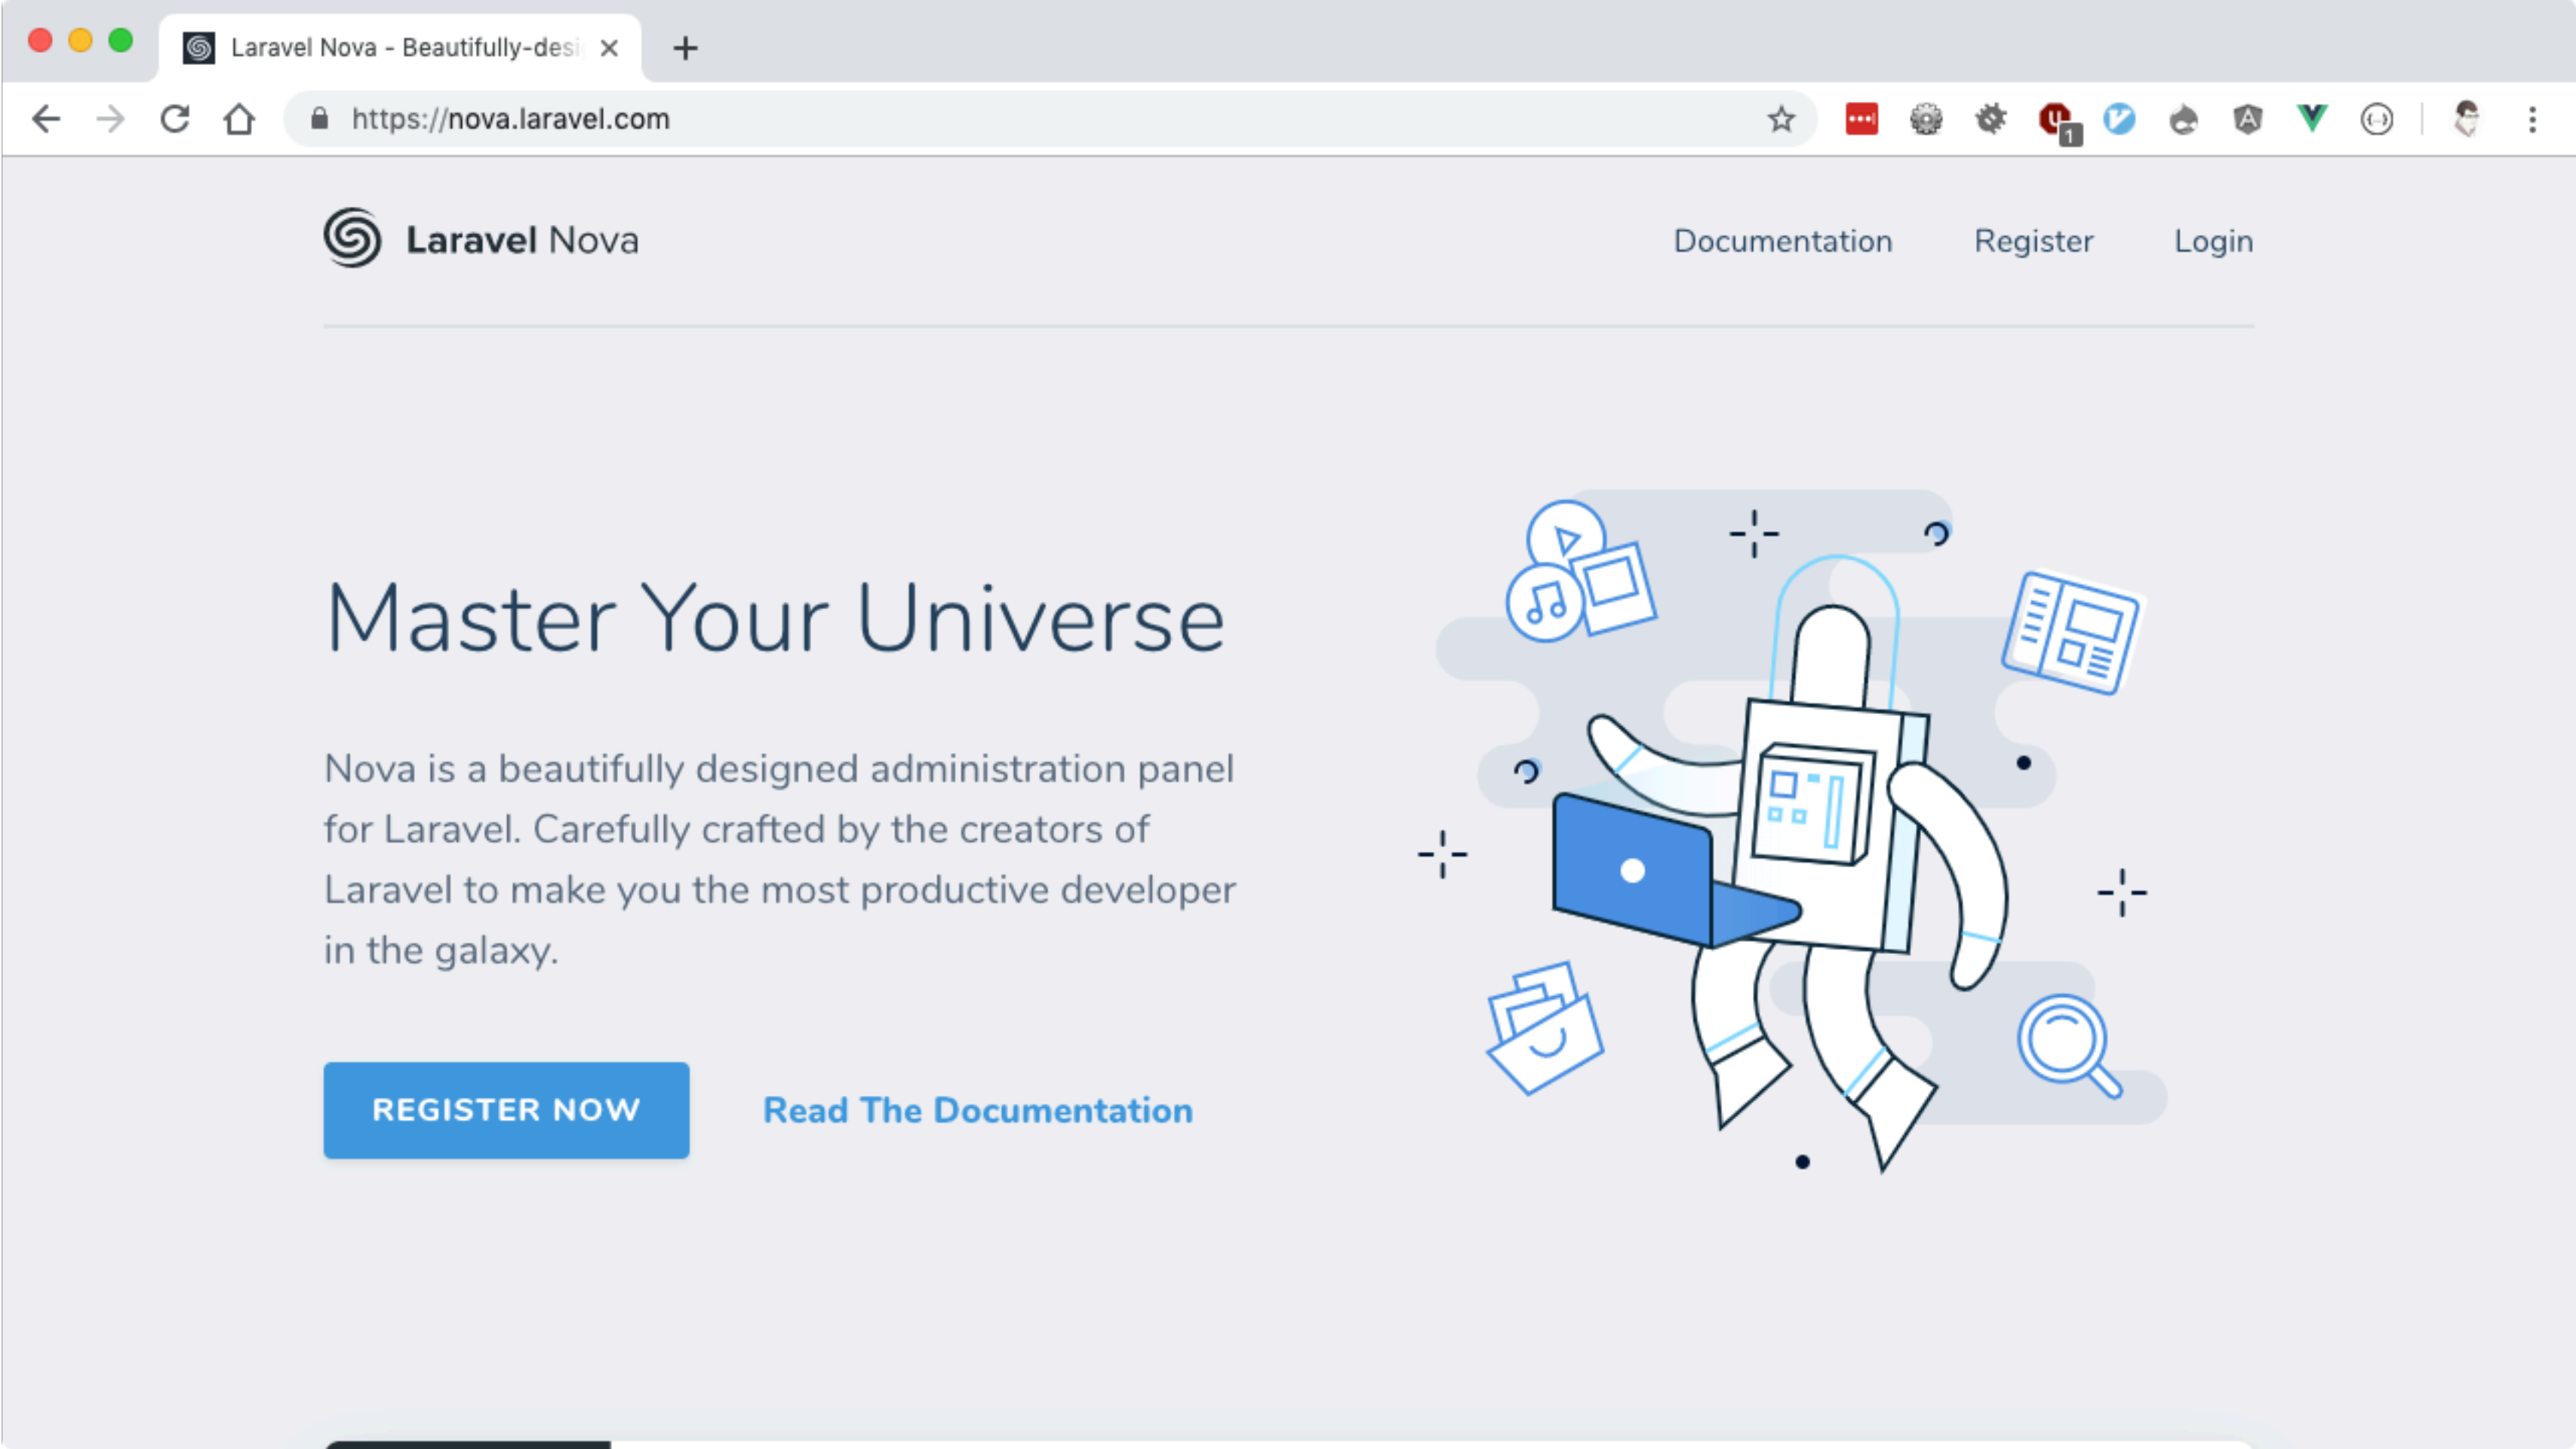 Laravel Nova - Beautifully-desi
https://nova.laravel.com
1
Laravel Nova
Documentation
Register
Login
Master Your Universe
Nova is a beautifully designed administration panel
for Laravel. Carefully crafted by the creators of
Laravel to make you the most productive developer
in the galaxy.
REGISTER NOW
Read The Documentation